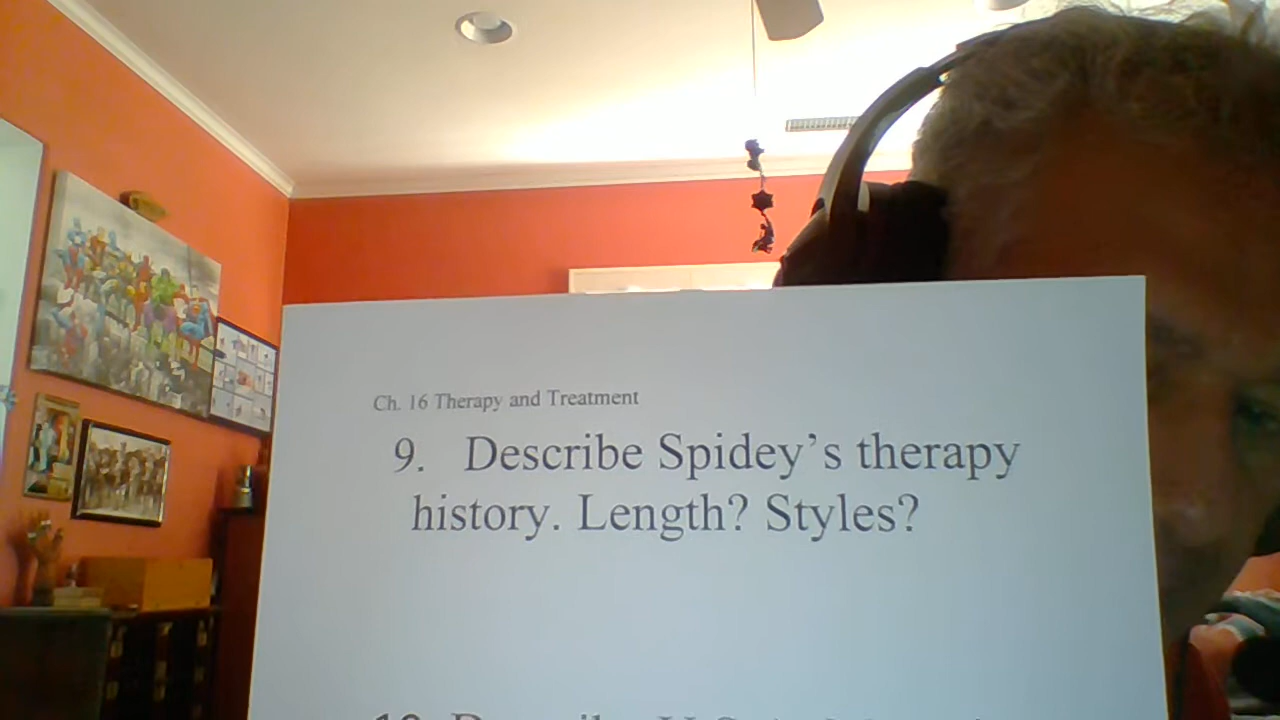 Ch. 16 Therapy and Treatment
9. Describe Spidey’s therapy
history. Length? Styles?